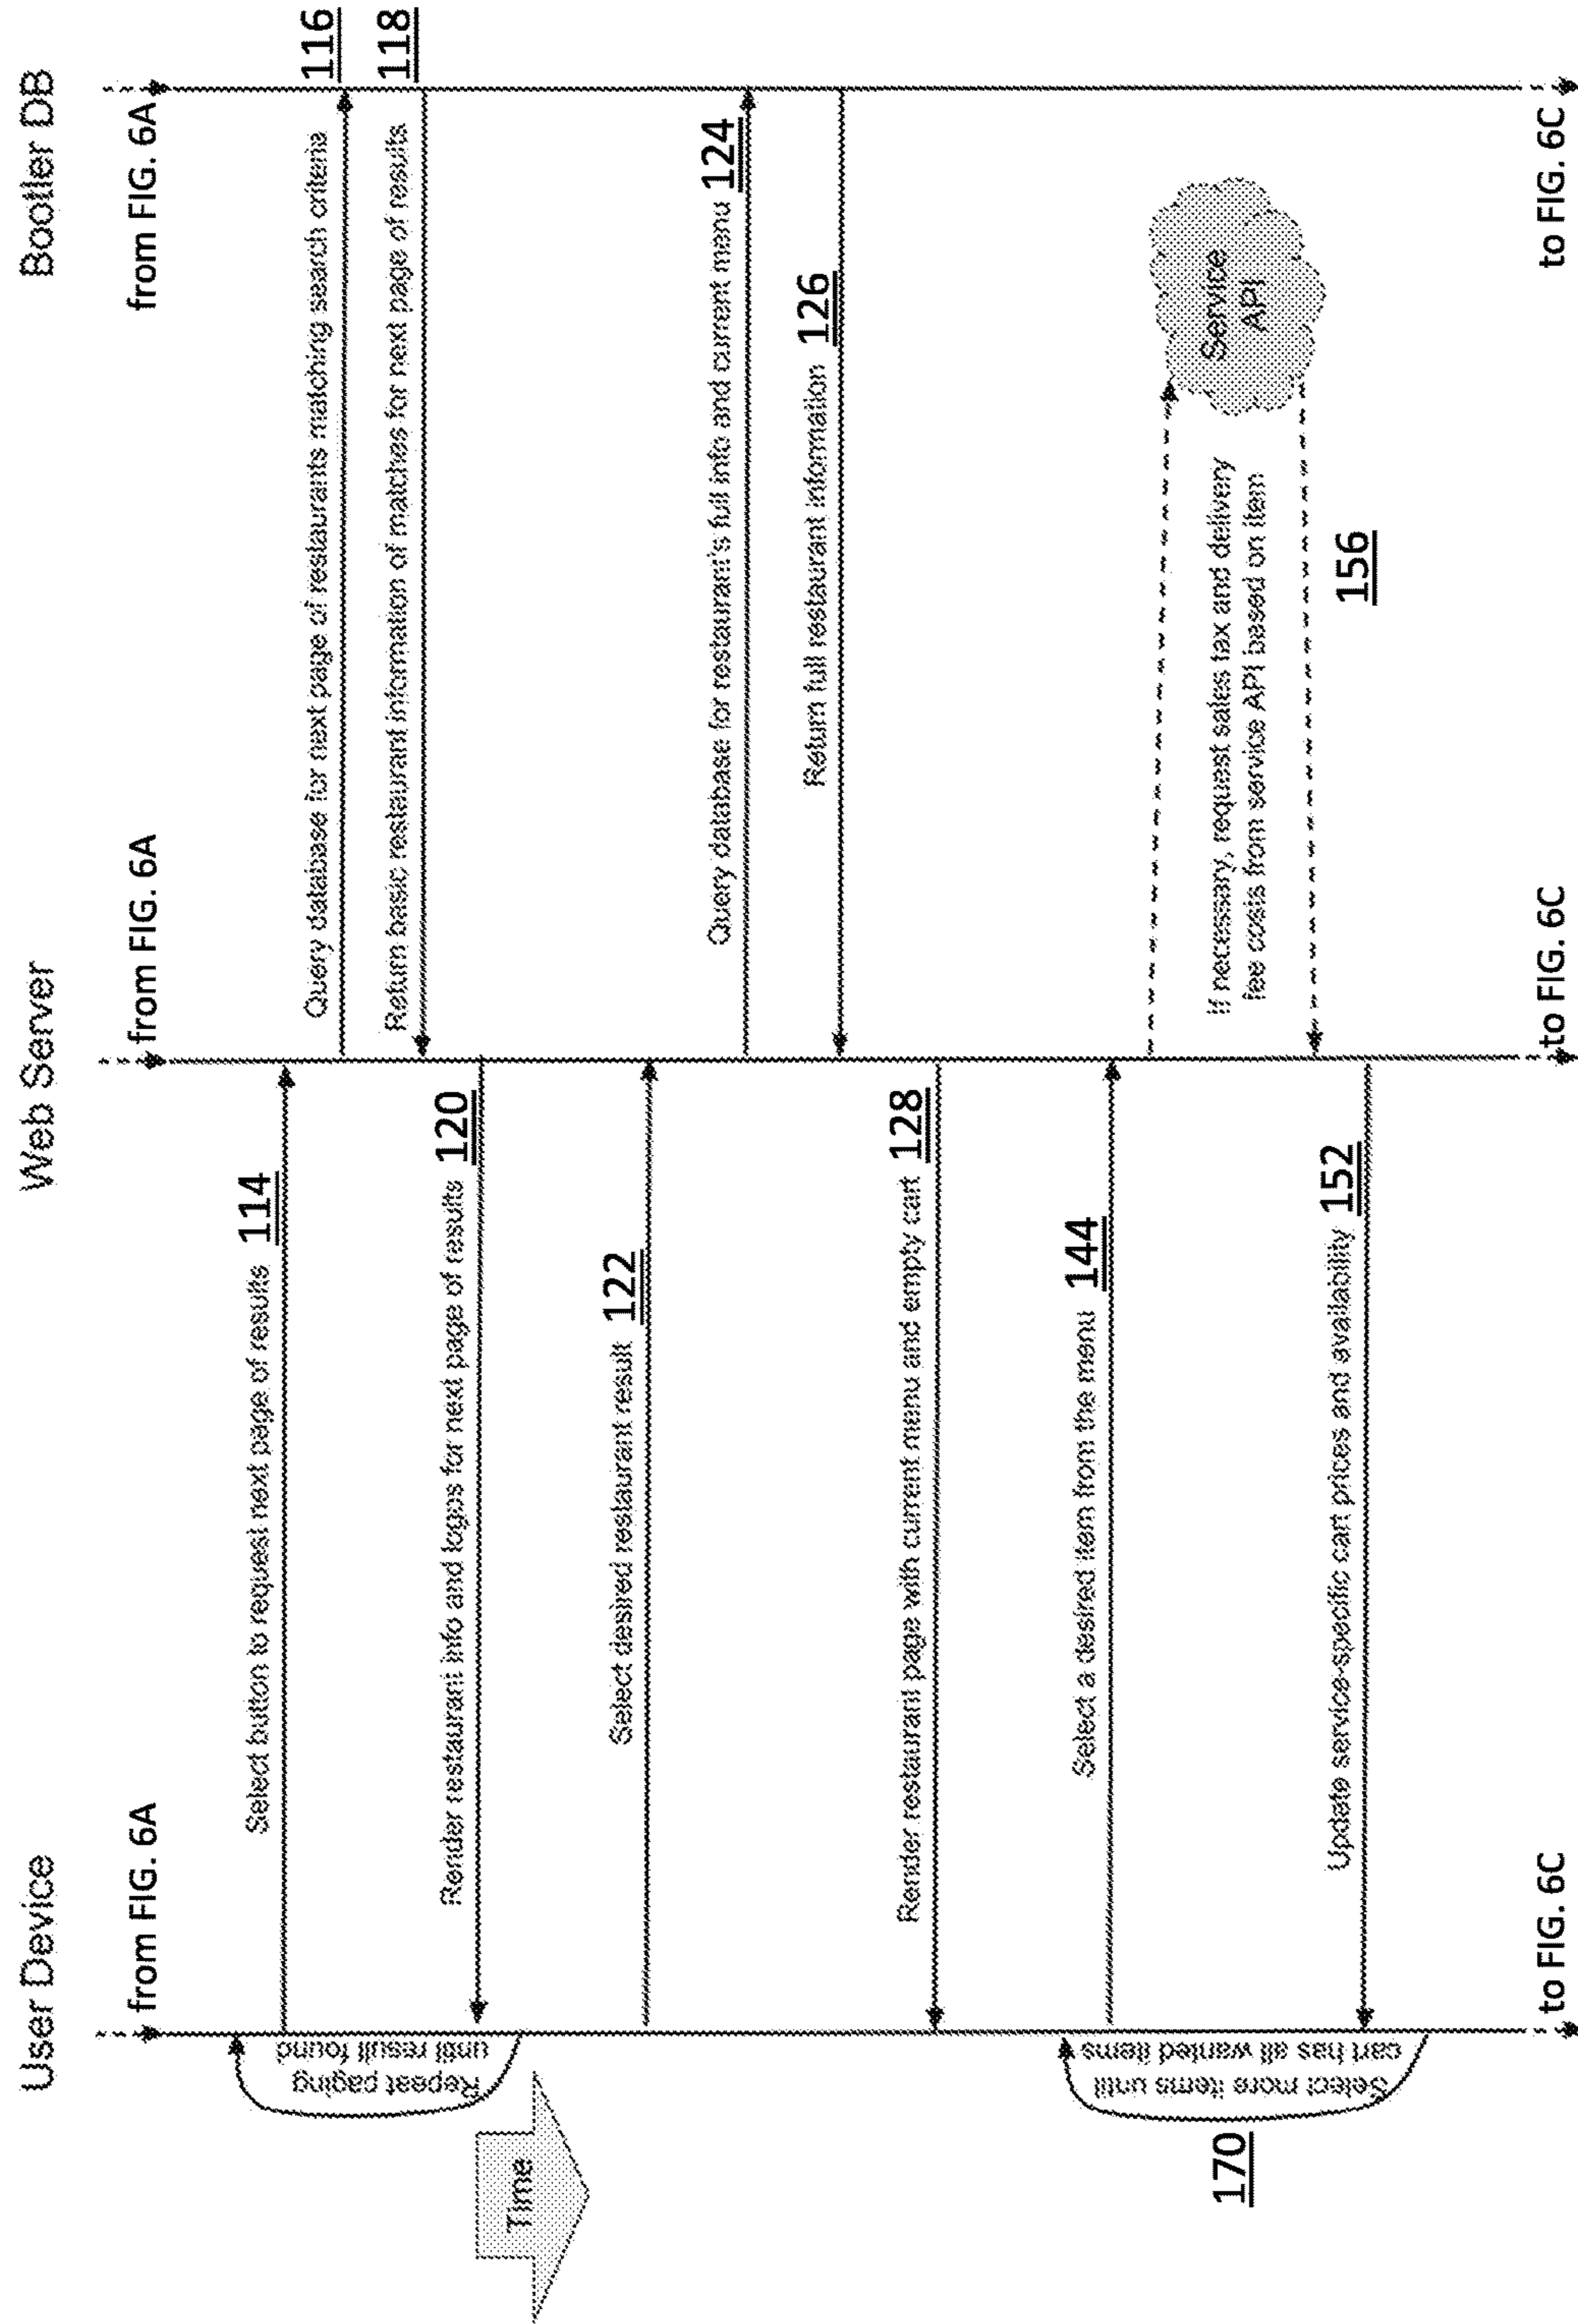 User Device
Web Server
Bootler DB
from FIG. 6A
from FIG. 6A
from FIG. 6A
Select button to request next page of results 114
Query database for next page of restaurants matching search criteria 116
Return basic restaurant information of matches for next page of results 118
Render restaurant info and logos for next page of results 120
Repeat paging
until result found
Time
Select desired restaurant result 122
Query database for restaurant's full info and current menu 124
Return full restaurant information 126
Render restaurant page with current menu and empty cart 128
Select a desired item from the menu 144
Service
API
If necessary, request sales tax and delivery
fee costs from service API based on item
156
Update service-specific cart prices and availability 152
Select more items until
cart has all wanted items
170
to FIG. 6C
to FIG. 6C
to FIG. 6C